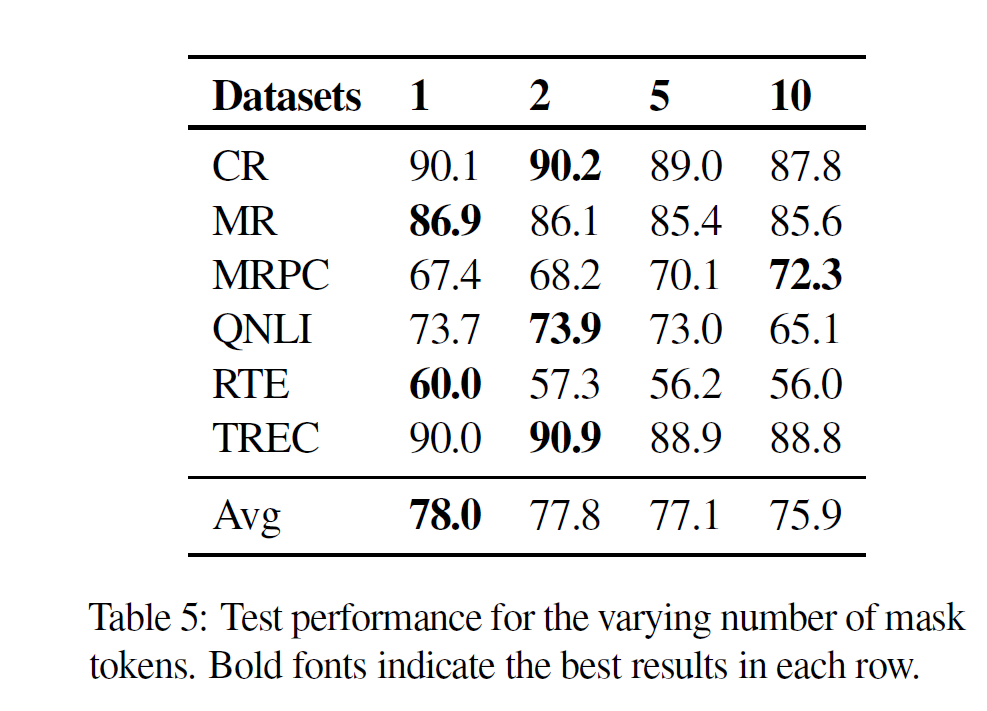 Datasets 1 2 5 10
CR 90.1 90.2 89.0 87.8
MR 86.9 86.1 85.4 85.6
MRPC 67.4 68.2 70.1 72.3
QNLI 73.7 73.9 73.0 65.1
RTE 60.0 57.3 56.2 56.0
TREC 90.0 90.9 88.9 88.8
Avg 78.0 77.8 77.1 75.9
Table 5: Test performance for the varying number of mask
tokens. Bold fonts indicate the best results in each row.